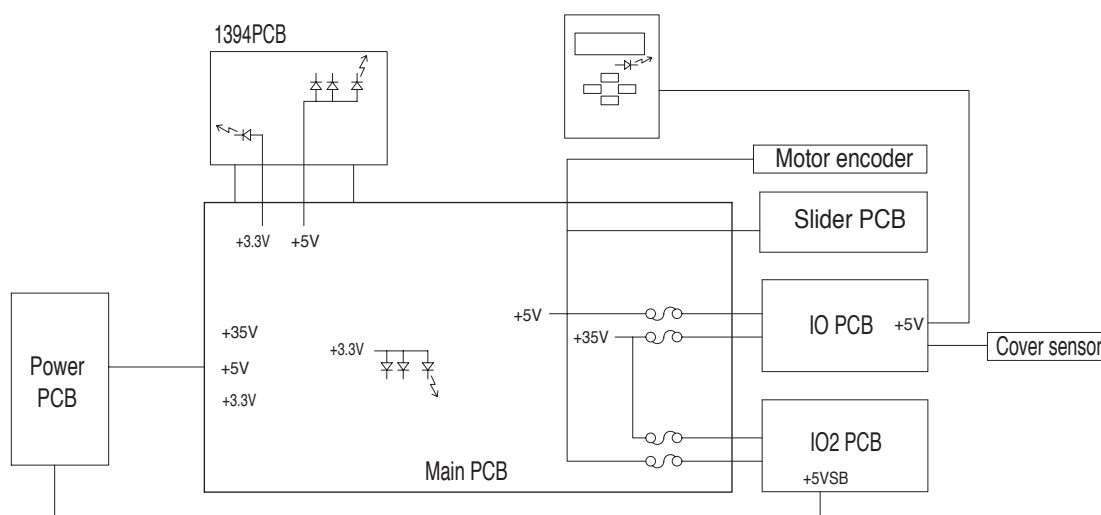 1394PCB
+3.3V
+5V
Motor encoder
Slider PCB
+35V
+5V
+3.3V
+3.3V
+5V
+35V
IO PCB
+5V
Cover sensor
Power
PCB
Main PCB
IO2 PCB
+5VSB